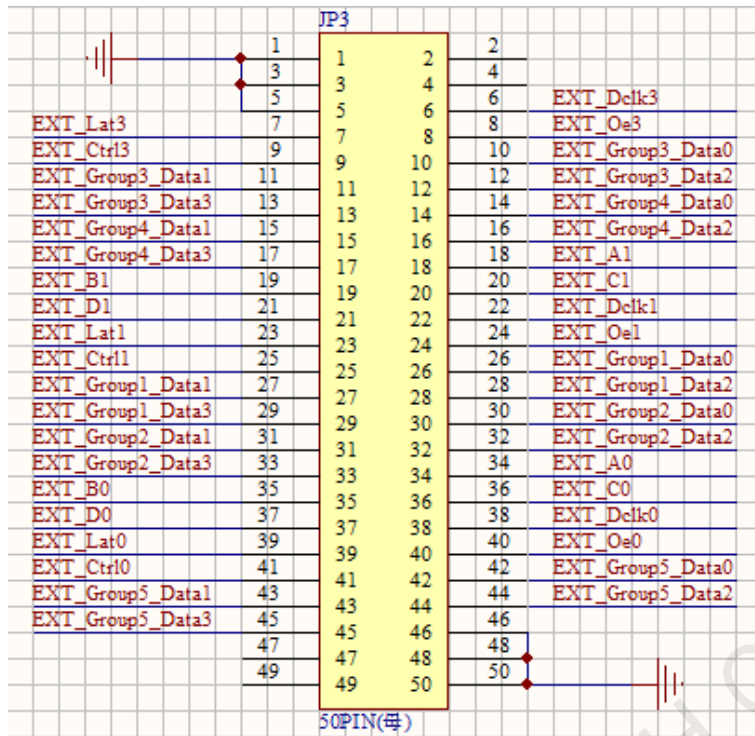 JP3
1 1 2 2
3 3 4 4
5 5 6 6 EXT_Dclk3
EXT_Lat3 7 7 8 8 EXT_Oe3
EXT_Ctrl3 9 9 10 10 EXT_Group3_Data0
EXT_Group3_Data1 11 11 12 12 EXT_Group3_Data2
EXT_Group3_Data3 13 13 14 14 EXT_Group4_Data0
EXT_Group4_Data1 15 15 16 16 EXT_Group4_Data2
EXT_Group4_Data3 17 17 18 18 EXT_A1
EXT_B1 19 19 20 20 EXT_C1
EXT_D1 21 21 22 22 EXT_Dclk1
EXT_Lat1 23 23 24 24 EXT_Oe1
EXT_Ctrl1 25 25 26 26 EXT_Group1_Data0
EXT_Group1_Data1 27 27 28 28 EXT_Group1_Data2
EXT_Group1_Data3 29 29 30 30 EXT_Group2_Data0
EXT_Group2_Data1 31 31 32 32 EXT_Group2_Data2
EXT_Group2_Data3 33 33 34 34 EXT_A0
EXT_B0 35 35 36 36 EXT_C0
EXT_D0 37 37 38 38 EXT_Dclk0
EXT_Lat0 39 39 40 40 EXT_Oe0
EXT_Ctrl0 41 41 42 42 EXT_Group5_Data0
EXT_Group5_Data1 43 43 44 44 EXT_Group5_Data2
EXT_Group5_Data3 45 45 46 46
47 47 48 48
49 49 50 50
50PIN(母)